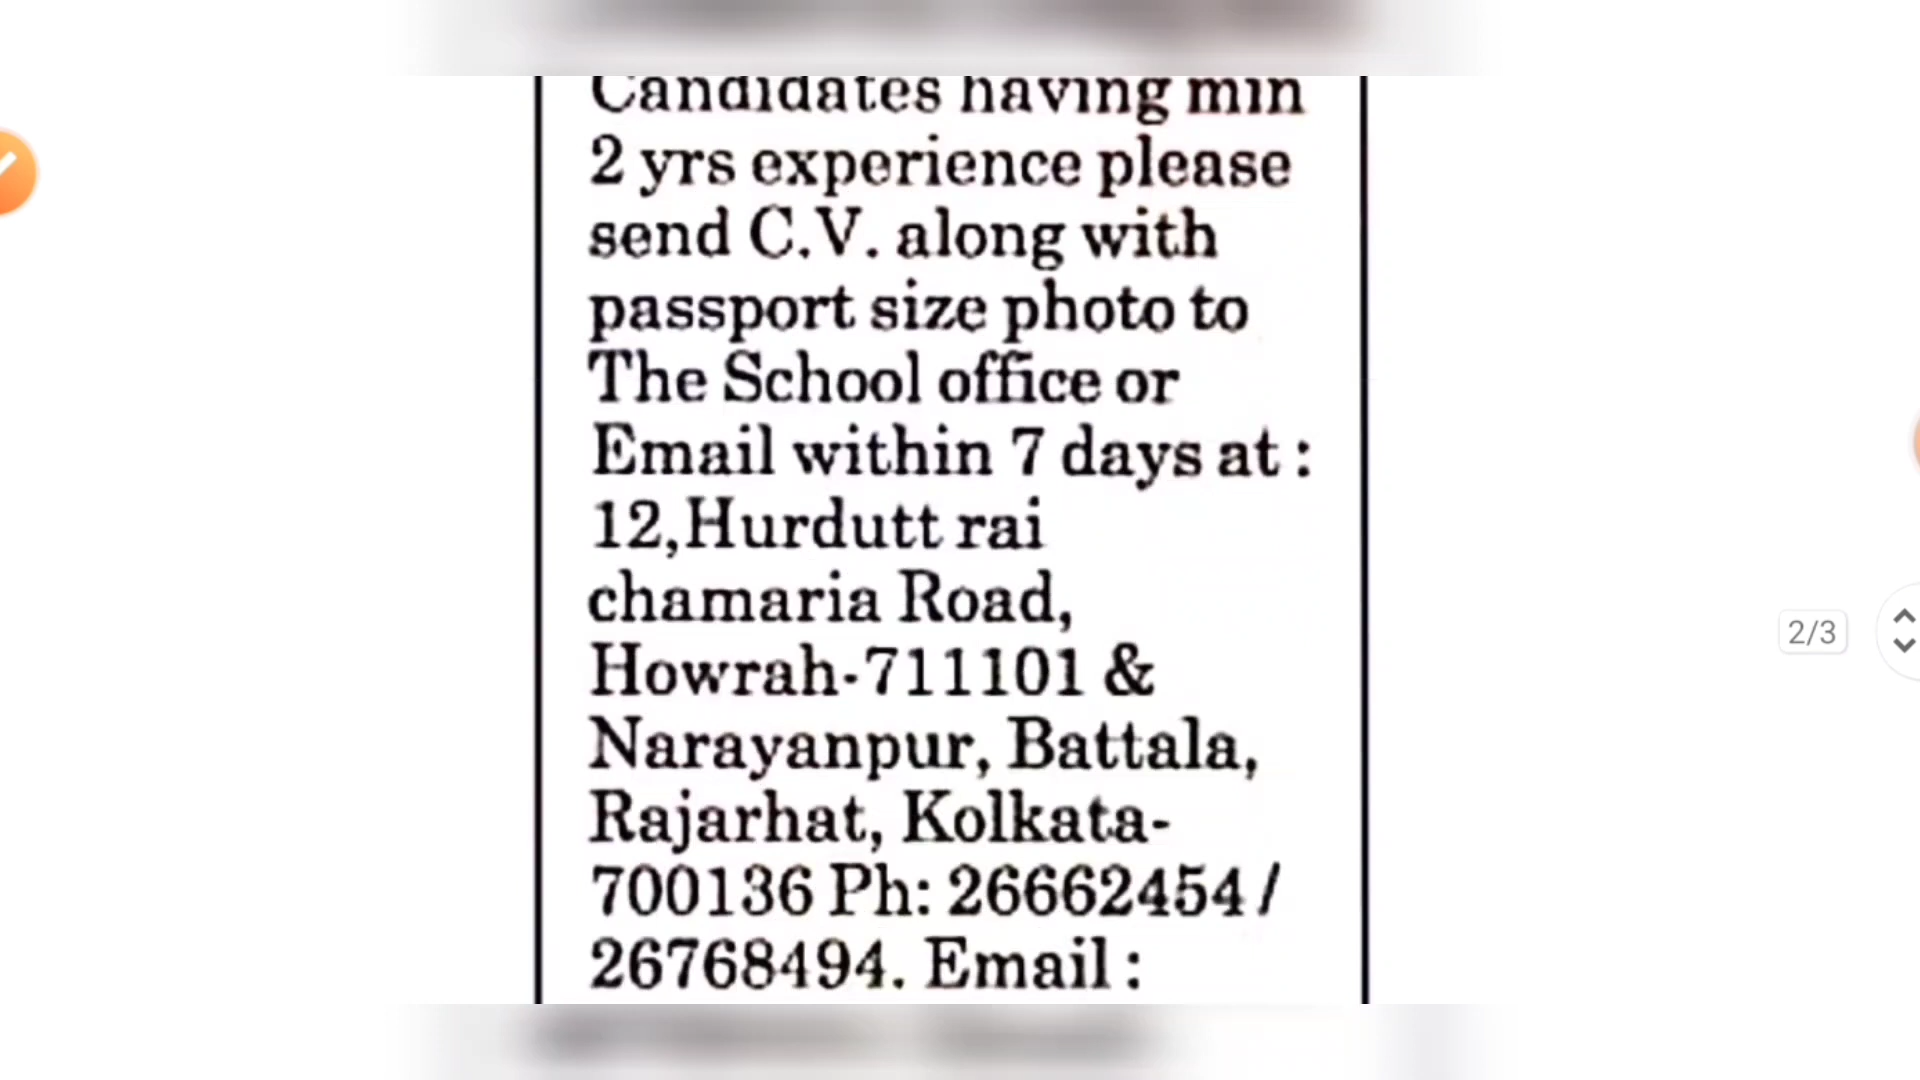 Candidates having min
2 yrs experience please
send C.V. along with
passport size photo to
The School office or
Email within 7 days at :
12,Hurdutt rai
chamaria Road,
Howrah-711101 &
Narayanpur, Battala,
Rajarhat, Kolkata-
700136 Ph: 26662454 /
26768494. Email :
2/3